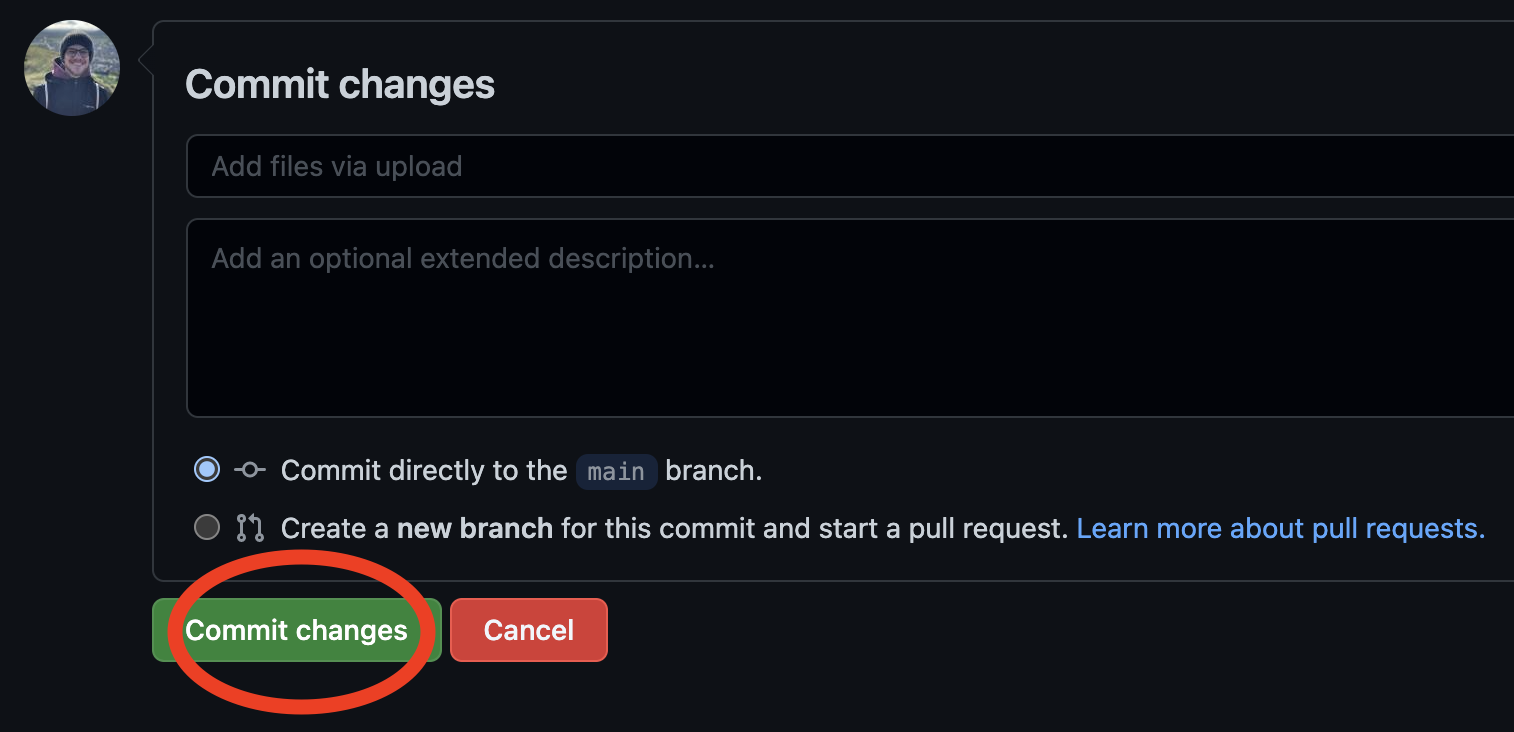 Commit changes
Add files via upload
Add an optional extended description...
Commit directly to the main branch.
Create a new branch for this commit and start a pull request. Learn more about pull requests.
Commit changes Cancel